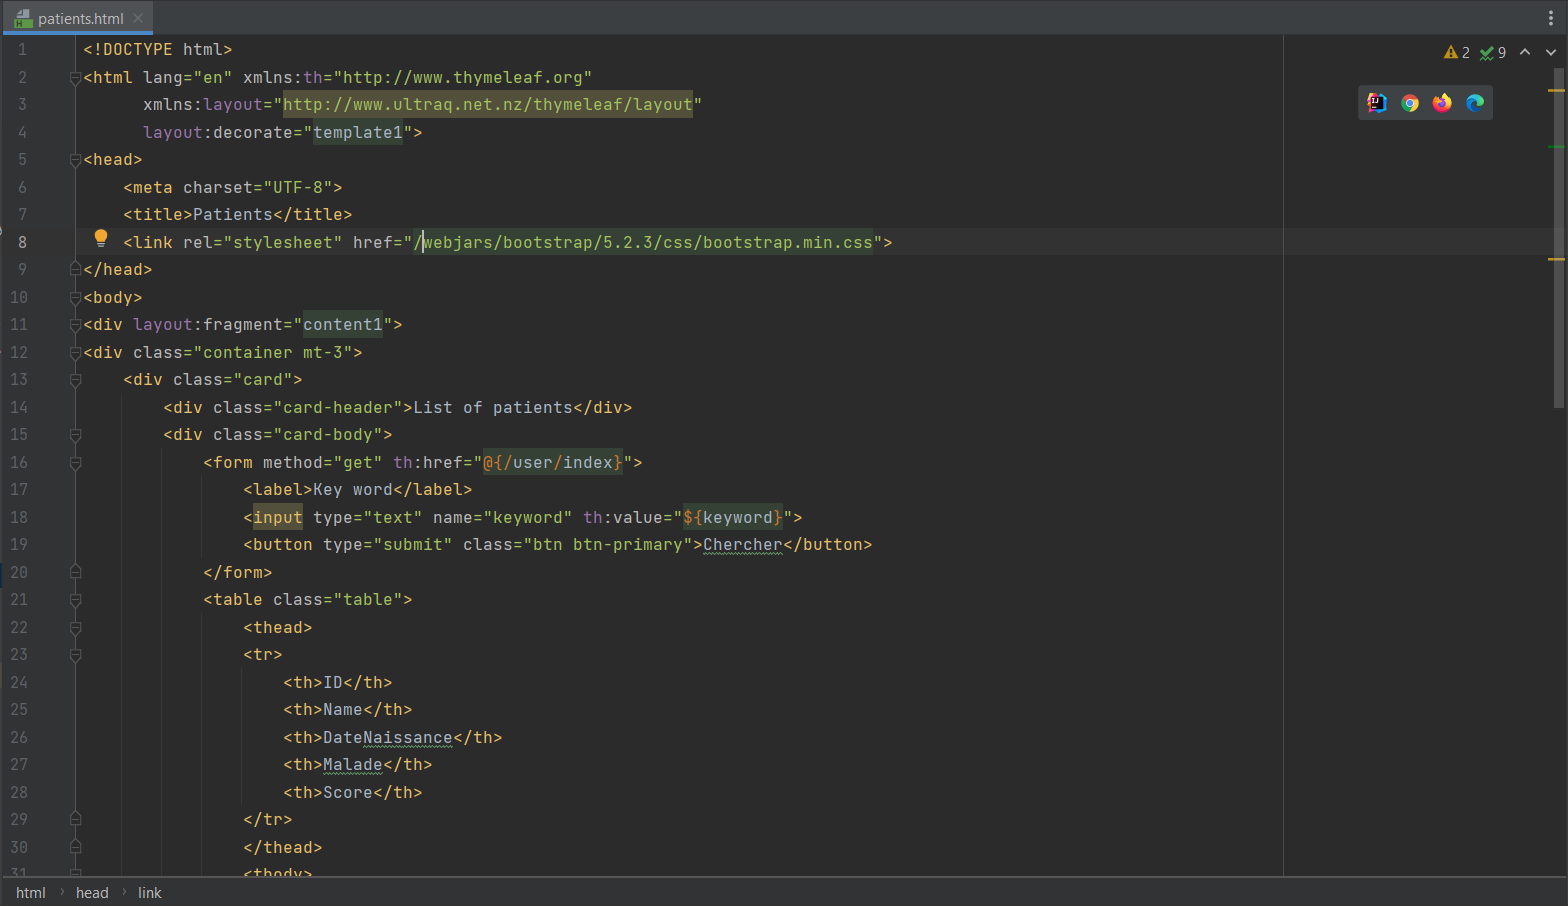 patients.html
2 9
1 <!DOCTYPE html>
2 <html lang="en" xmlns:th="http://www.thymeleaf.org"
3 xmlns:layout="http://www.ultraq.net.nz/thymeleaf/layout"
4 layout:decorate="template1">
5 <head>
6 <meta charset="UTF-8">
7 <title>Patients</title>
8 <link rel="stylesheet" href="/webjars/bootstrap/5.2.3/css/bootstrap.min.css">
9 </head>
10 <body>
11 <div layout:fragment="content1">
12 <div class="container mt-3">
13 <div class="card">
14 <div class="card-header">List of patients</div>
15 <div class="card-body">
16 <form method="get" th:href="@{/user/index}">
17 <label>Key word</label>
18 <input type="text" name="keyword" th:value="${keyword}">
19 <button type="submit" class="btn btn-primary">Chercher</button>
20 </form>
21 <table class="table">
22 <thead>
23 <tr>
24 <th>ID</th>
25 <th>Name</th>
26 <th>DateNaissance</th>
27 <th>Malade</th>
28 <th>Score</th>
29 </tr>
30 </thead>
31 <tbody>
html › head › link